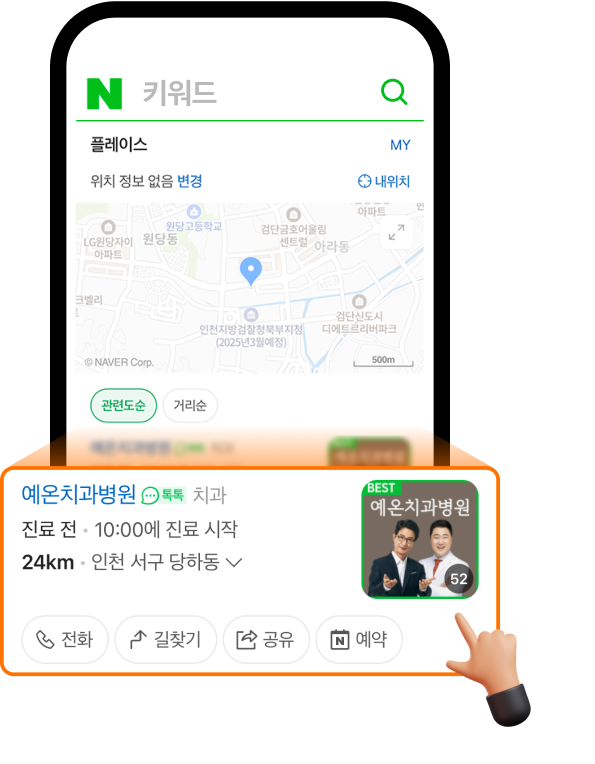 N 키워드
플레이스 MY
위치 정보 없음 변경 내위치
원당고등학교
아파트
LG원당자이
아파트
원당동
검단금호어울림
센트럴
아라동
크벨리
인천지방검찰청북부지청
(2025년3월예정)
검단신도시
디에트르리버파크
© NAVER Corp.
500m
관련도순 거리순
예온치과병원 톡톡 치과
진료 전 · 10:00에 진료 시작
24km · 인천 서구 당하동
BEST
예온치과병원
52
전화 길찾기 공유 N 예약